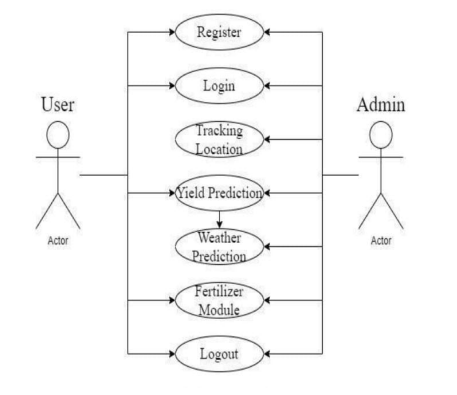 Register
Login
User
Admin
Tracking
Location
Yield Prediction
Weather
Prediction
Actor
Actor
Fertilizer
Module
Logout